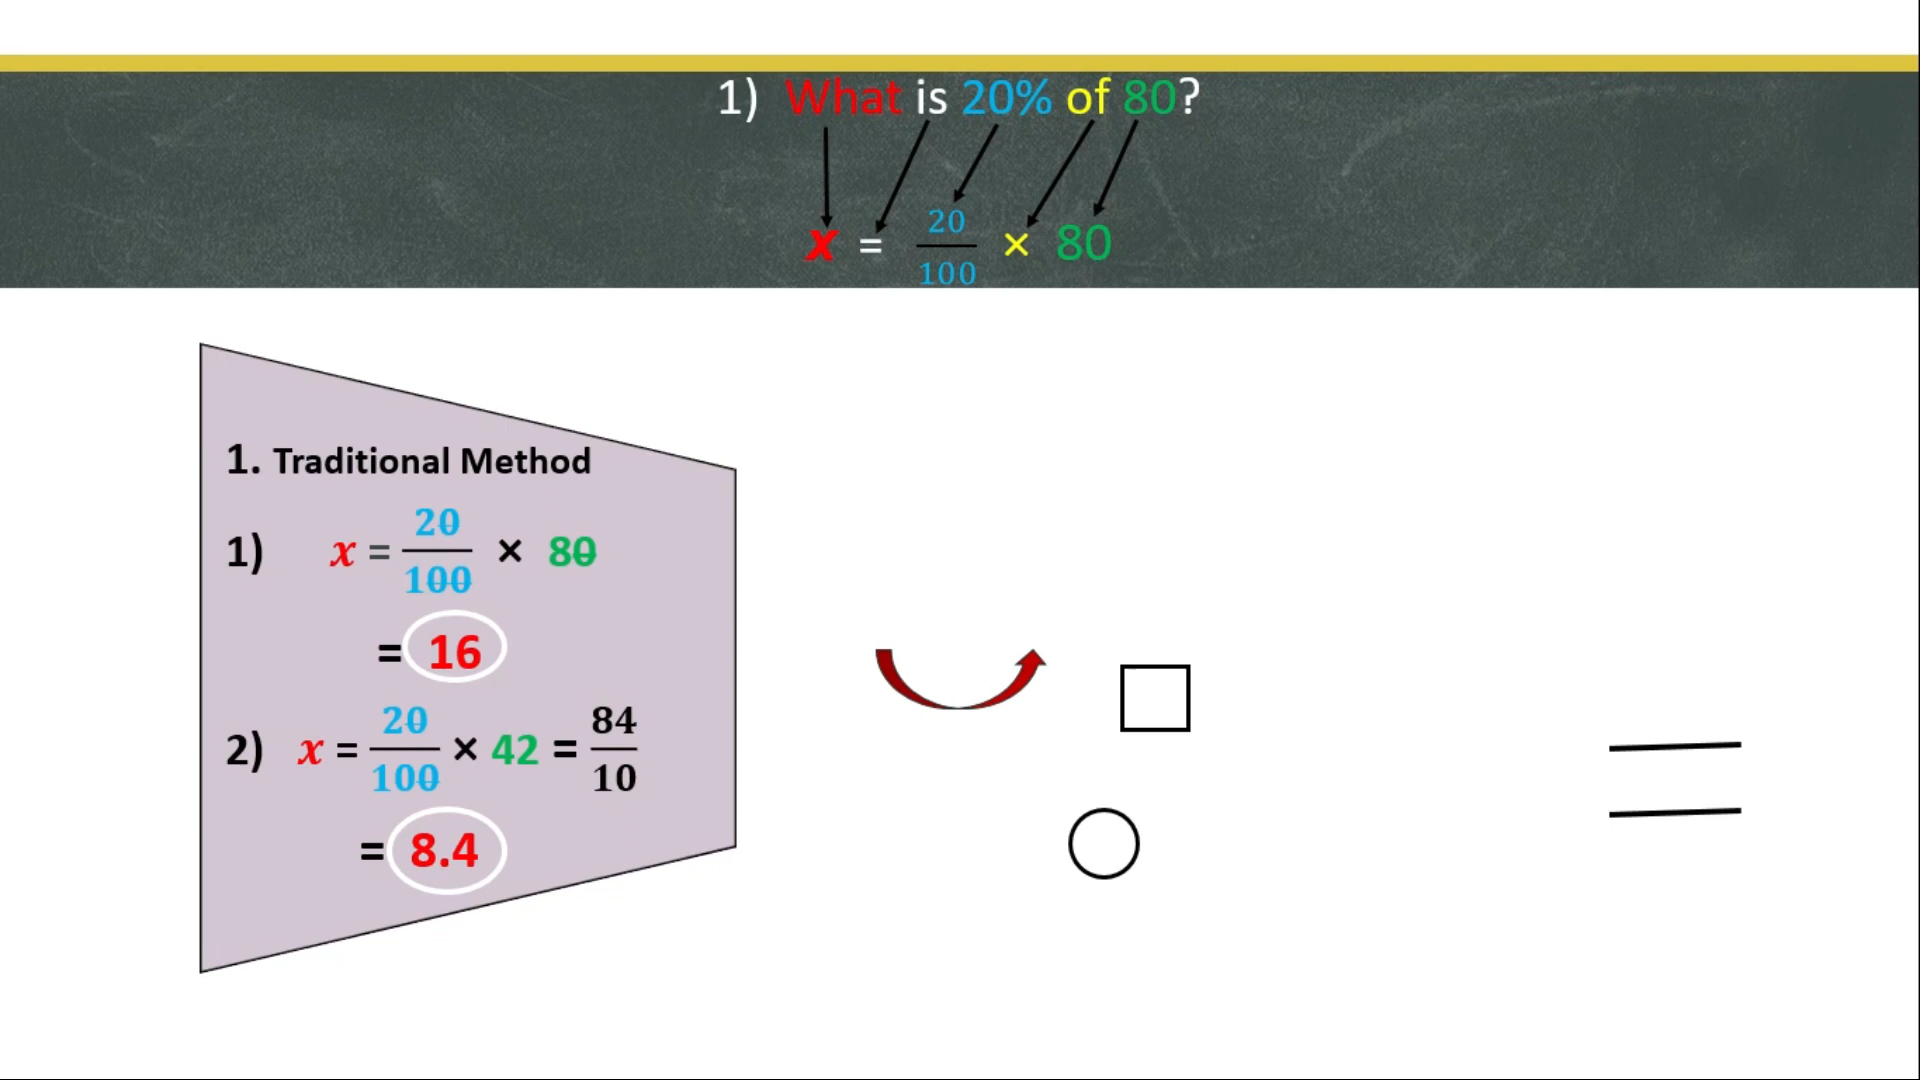 1) What is 20% of 80?
x = 20/100 × 80
1. Traditional Method
1) x = 20/100 × 80
= 16
2) x = 20/100 × 42 = 84/10
= 8.4